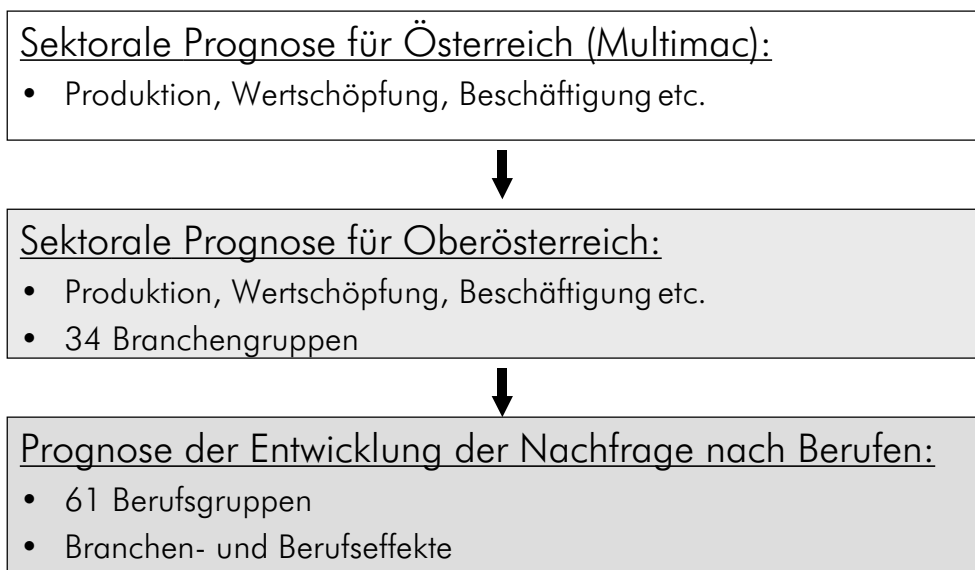 Sektorale Prognose für Österreich (Multimac):
• Produktion, Wertschöpfung, Beschäftigung etc.
Sektorale Prognose für Oberösterreich:
• Produktion, Wertschöpfung, Beschäftigung etc.
• 34 Branchengruppen
Prognose der Entwicklung der Nachfrage nach Berufen:
• 61 Berufsgruppen
• Branchen- und Berufseffekte